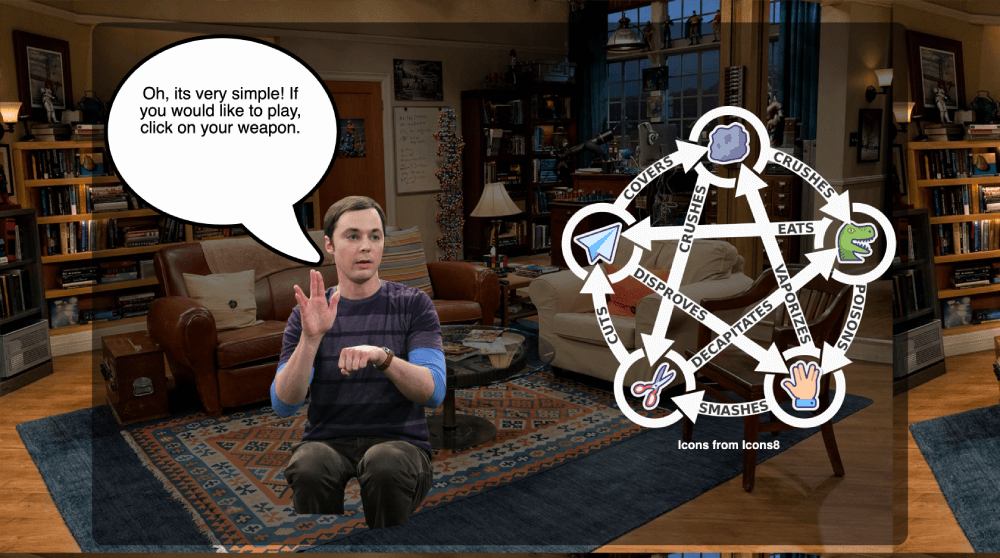 Oh, its very simple! If
you would like to play,
click on your weapon.
COVERS
CRUSHES
CRUSHES
EATS
DISPROVES
VAPORIZES
POISONS
CUTS
DECAPITATES
SMASHES
Icons from Icons8